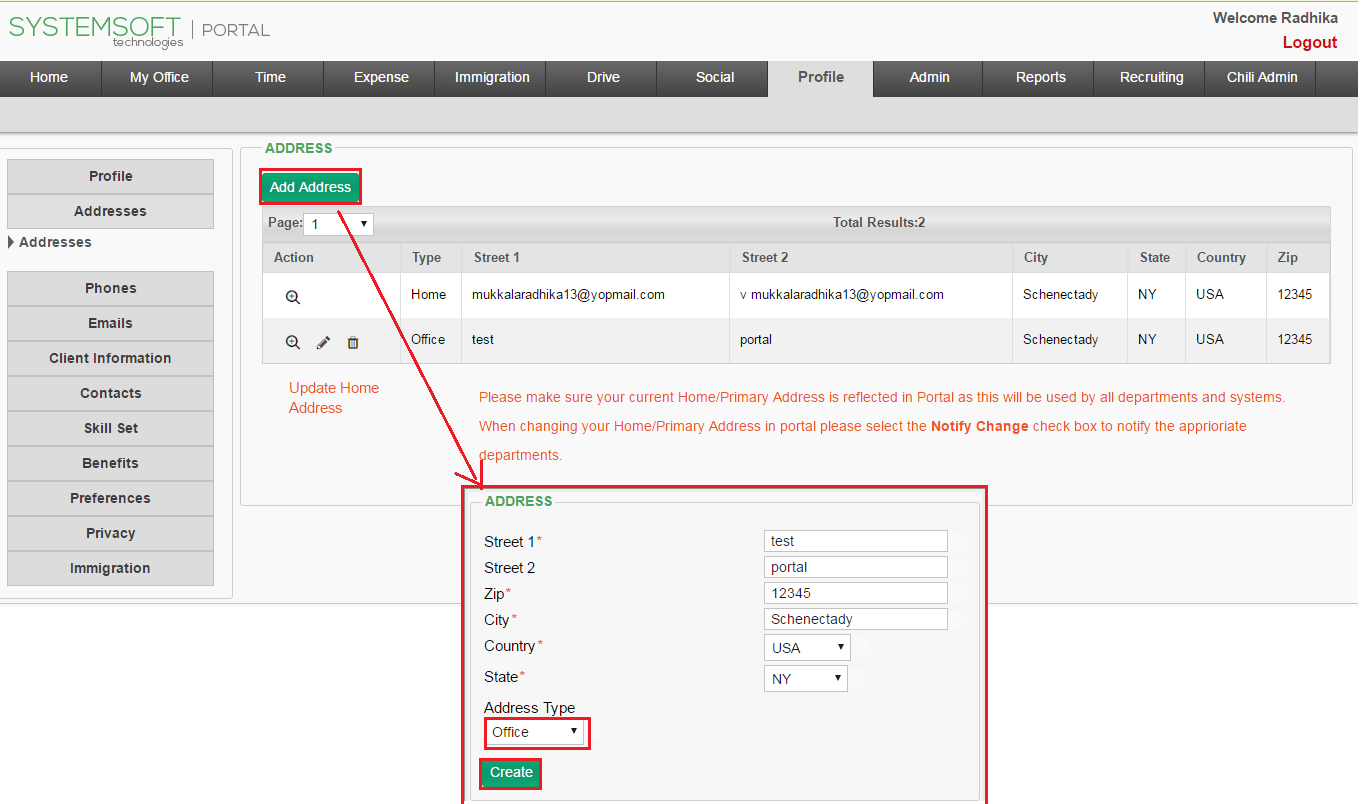 Welcome Radhika
SYSTEMSOFT technologies | PORTAL
Logout
Home My Office Time Expense Immigration Drive Social Profile Admin Reports Recruiting Chili Admin
Profile
Addresses
Addresses
Phones
Emails
Client Information
Contacts
Skill Set
Benefits
Preferences
Privacy
Immigration
ADDRESS
Add Address
Page: 1 Total Results:2
Action Type Street 1 Street 2 City State Country Zip
Home mukkalaradhika13@yopmail.com v mukkalaradhika13@yopmail.com Schenectady NY USA 12345
Office test portal Schenectady NY USA 12345
Update Home
Address
Please make sure your current Home/Primary Address is reflected in Portal as this will be used by all departments and systems.
When changing your Home/Primary Address in portal please select the Notify Change check box to notify the approriate
departments.
ADDRESS
Street 1* test
Street 2 portal
Zip* 12345
City* Schenectady
Country* USA
State* NY
Address Type
Office
Create